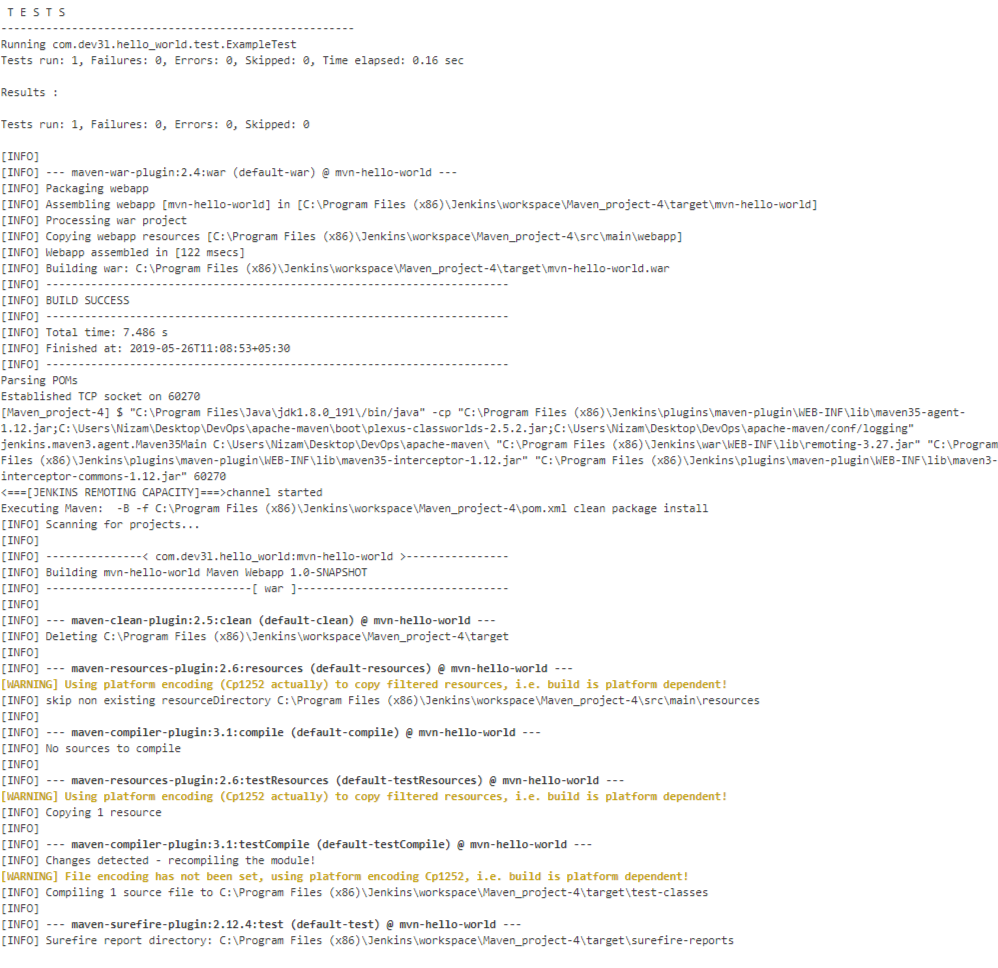 T E S T S
-------------------------------------------------------
Running com.dev3l.hello_world.test.ExampleTest
Tests run: 1, Failures: 0, Errors: 0, Skipped: 0, Time elapsed: 0.16 sec
Results :
Tests run: 1, Failures: 0, Errors: 0, Skipped: 0
[INFO]
[INFO] --- maven-war-plugin:2.4:war (default-war) @ mvn-hello-world ---
[INFO] Packaging webapp
[INFO] Assembling webapp [mvn-hello-world] in [C:\Program Files (x86)\Jenkins\workspace\Maven_project-4\target\mvn-hello-world]
[INFO] Processing war project
[INFO] Copying webapp resources [C:\Program Files (x86)\Jenkins\workspace\Maven_project-4\src\main\webapp]
[INFO] Webapp assembled in [122 msecs]
[INFO] Building war: C:\Program Files (x86)\Jenkins\workspace\Maven_project-4\target\mvn-hello-world.war
[INFO] ------------------------------------------------------------------------
[INFO] BUILD SUCCESS
[INFO] ------------------------------------------------------------------------
[INFO] Total time: 7.486 s
[INFO] Finished at: 2019-05-26T11:08:53+05:30
[INFO] ------------------------------------------------------------------------
Parsing POMs
Established TCP socket on 60270
[Maven_project-4] $ "C:\Program Files\Java\jdk1.8.0_191\/bin/java" -cp "C:\Program Files (x86)\Jenkins\plugins\maven-plugin\WEB-INF\lib\maven35-agent-
1.12.jar;C:\Users\Nizam\Desktop\DevOps\apache-maven\boot\plexus-classworlds-2.5.2.jar;C:\Users\Nizam\Desktop\DevOps\apache-maven/conf/logging"
jenkins.maven3.agent.Maven35Main C:\Users\Nizam\Desktop\DevOps\apache-maven\ "C:\Program Files (x86)\Jenkins\war\WEB-INF\lib\remoting-3.27.jar" "C:\Program
Files (x86)\Jenkins\plugins\maven-plugin\WEB-INF\lib\maven35-interceptor-1.12.jar" "C:\Program Files (x86)\Jenkins\plugins\maven-plugin\WEB-INF\lib\maven3-
interceptor-commons-1.12.jar" 60270
<===[JENKINS REMOTING CAPACITY]===>channel started
Executing Maven:  -B -f C:\Program Files (x86)\Jenkins\workspace\Maven_project-4\pom.xml clean package install
[INFO] Scanning for projects...
[INFO]
[INFO] ---------------< com.dev3l.hello_world:mvn-hello-world >----------------
[INFO] Building mvn-hello-world Maven Webapp 1.0-SNAPSHOT
[INFO] --------------------------------[ war ]---------------------------------
[INFO]
[INFO] --- maven-clean-plugin:2.5:clean (default-clean) @ mvn-hello-world ---
[INFO] Deleting C:\Program Files (x86)\Jenkins\workspace\Maven_project-4\target
[INFO]
[INFO] --- maven-resources-plugin:2.6:resources (default-resources) @ mvn-hello-world ---
[WARNING] Using platform encoding (Cp1252 actually) to copy filtered resources, i.e. build is platform dependent!
[INFO] skip non existing resourceDirectory C:\Program Files (x86)\Jenkins\workspace\Maven_project-4\src\main\resources
[INFO]
[INFO] --- maven-compiler-plugin:3.1:compile (default-compile) @ mvn-hello-world ---
[INFO] No sources to compile
[INFO]
[INFO] --- maven-resources-plugin:2.6:testResources (default-testResources) @ mvn-hello-world ---
[WARNING] Using platform encoding (Cp1252 actually) to copy filtered resources, i.e. build is platform dependent!
[INFO] Copying 1 resource
[INFO]
[INFO] --- maven-compiler-plugin:3.1:testCompile (default-testCompile) @ mvn-hello-world ---
[INFO] Changes detected - recompiling the module!
[WARNING] File encoding has not been set, using platform encoding Cp1252, i.e. build is platform dependent!
[INFO] Compiling 1 source file to C:\Program Files (x86)\Jenkins\workspace\Maven_project-4\target\test-classes
[INFO]
[INFO] --- maven-surefire-plugin:2.12.4:test (default-test) @ mvn-hello-world ---
[INFO] Surefire report directory: C:\Program Files (x86)\Jenkins\workspace\Maven_project-4\target\surefire-reports